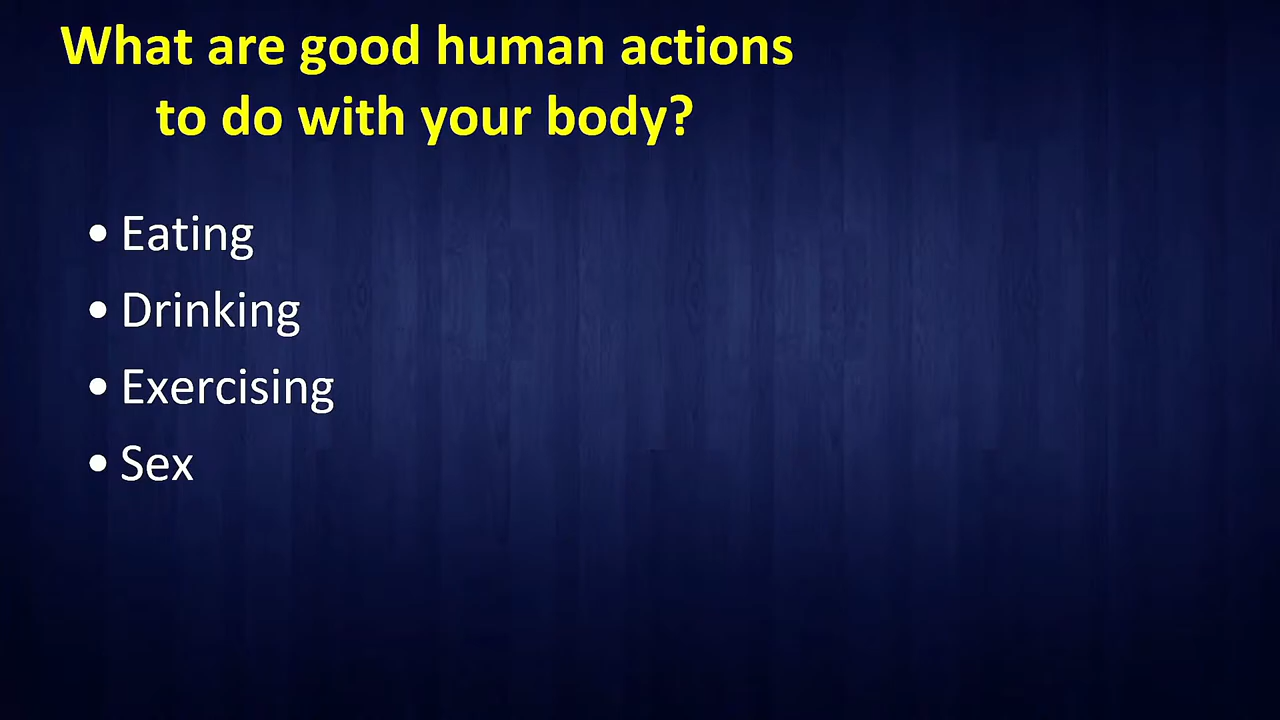 What are good human actions
to do with your body?
• Eating
• Drinking
• Exercising
• Sex